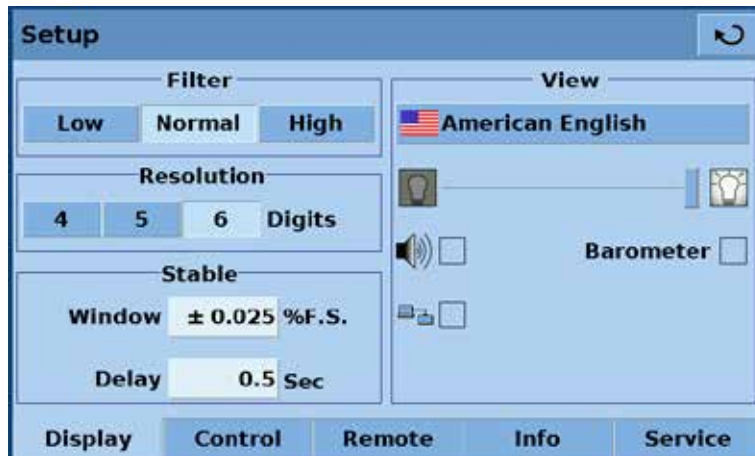 Setup
Filter
Low Normal High
Resolution
4 5 6 Digits
Stable
Window ± 0.025 %F.S.
Delay 0.5 Sec
View
American English
Barometer
Display Control Remote Info Service